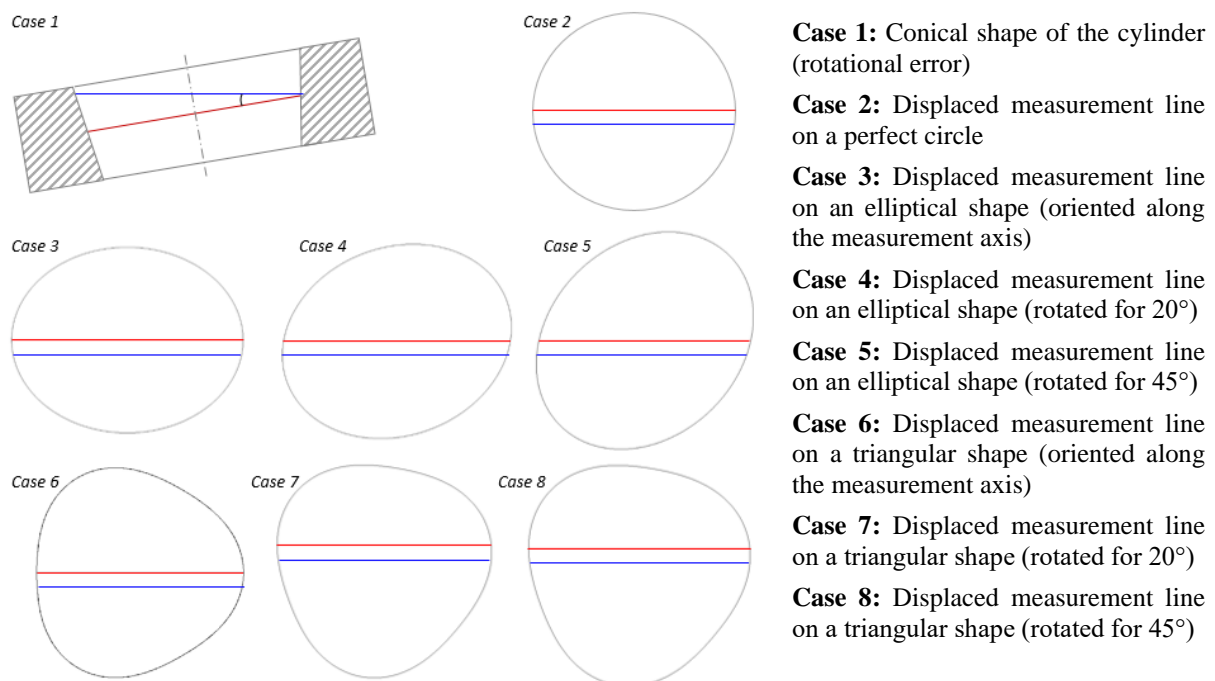 Case 1
Case 2
Case 3
Case 4
Case 5
Case 6
Case 7
Case 8
Case 1: Conical shape of the cylinder
(rotational error)
Case 2: Displaced measurement line
on a perfect circle
Case 3: Displaced measurement line
on an elliptical shape (oriented along
the measurement axis)
Case 4: Displaced measurement line
on an elliptical shape (rotated for 20°)
Case 5: Displaced measurement line
on an elliptical shape (rotated for 45°)
Case 6: Displaced measurement line
on a triangular shape (oriented along
the measurement axis)
Case 7: Displaced measurement line
on a triangular shape (rotated for 20°)
Case 8: Displaced measurement line
on a triangular shape (rotated for 45°)